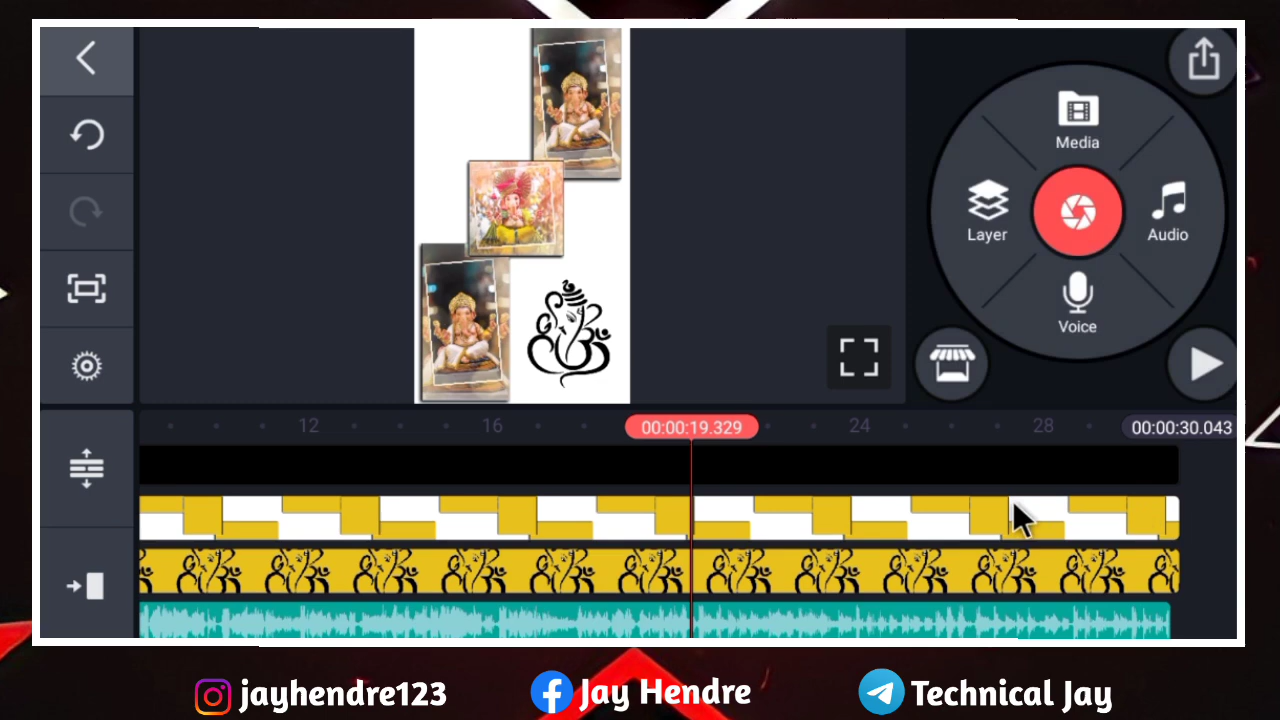 Media
Layer
Audio
Voice
12
16
00:00:19.329
24
28
00:00:30.043
jayhendre123
Jay Hendre
Technical Jay